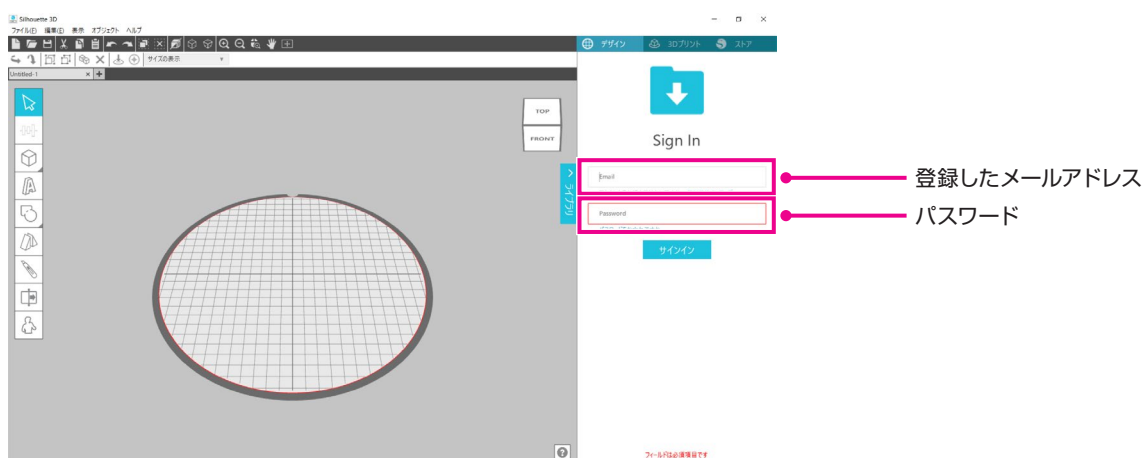 Silhouette 3D
ファイル(F) 編集(E) 表示 オブジェクト ヘルプ
デザイン 3Dプリント ストア
サイズの表示
Untitled-1
TOP
FRONT
ライブラリ
Sign In
Email
登録したメールアドレス
Password
パスワード
サインイン
フィールドは必須項目です